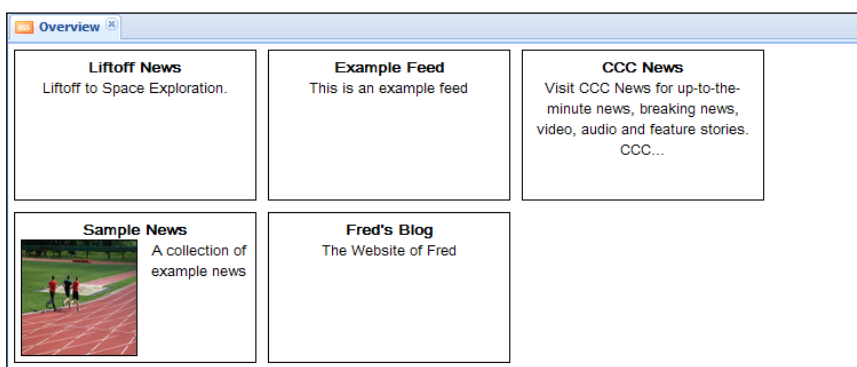 Overview
Liftoff News
Liftoff to Space Exploration.
Example Feed
This is an example feed
CCC News
Visit CCC News for up-to-the-
minute news, breaking news,
video, audio and feature stories.
CCC...
Sample News
A collection of
example news
Fred's Blog
The Website of Fred